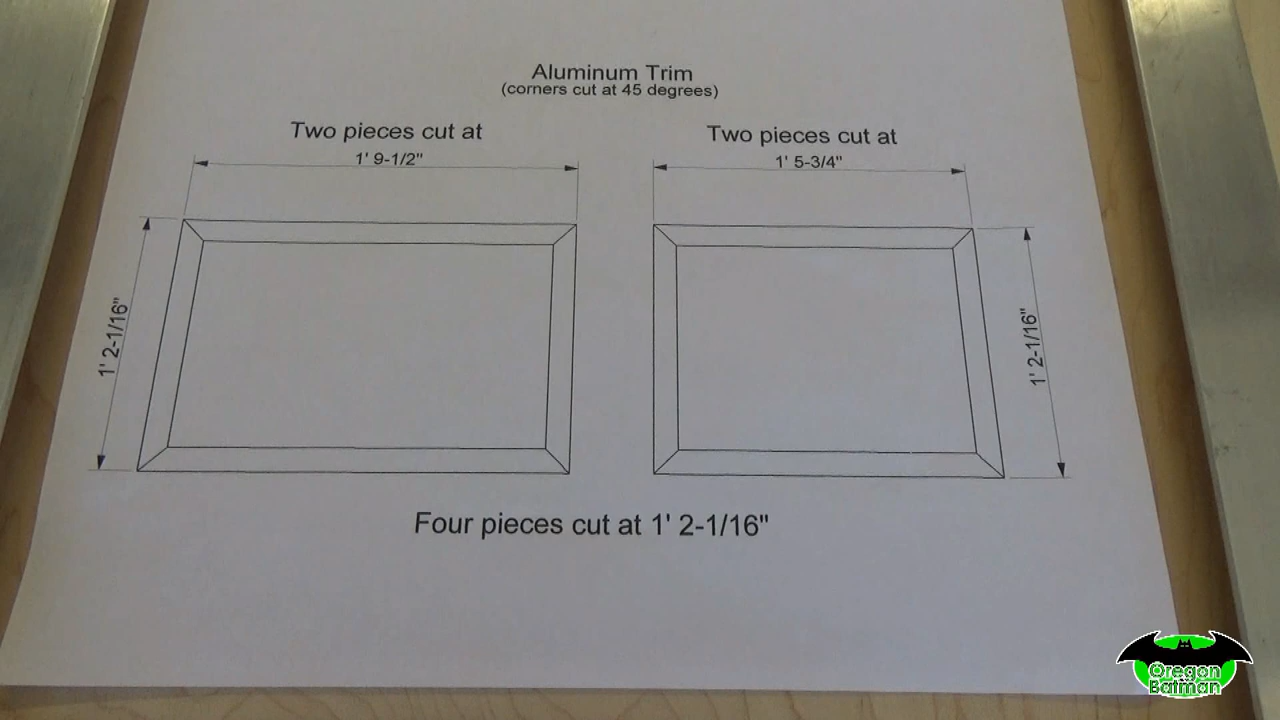 Aluminum Trim
(corners cut at 45 degrees)
Two pieces cut at
1' 9-1/2"
Two pieces cut at
1' 5-3/4"
1' 2-1/16"
1' 2-1/16"
Four pieces cut at 1' 2-1/16"
Oregon
Batman